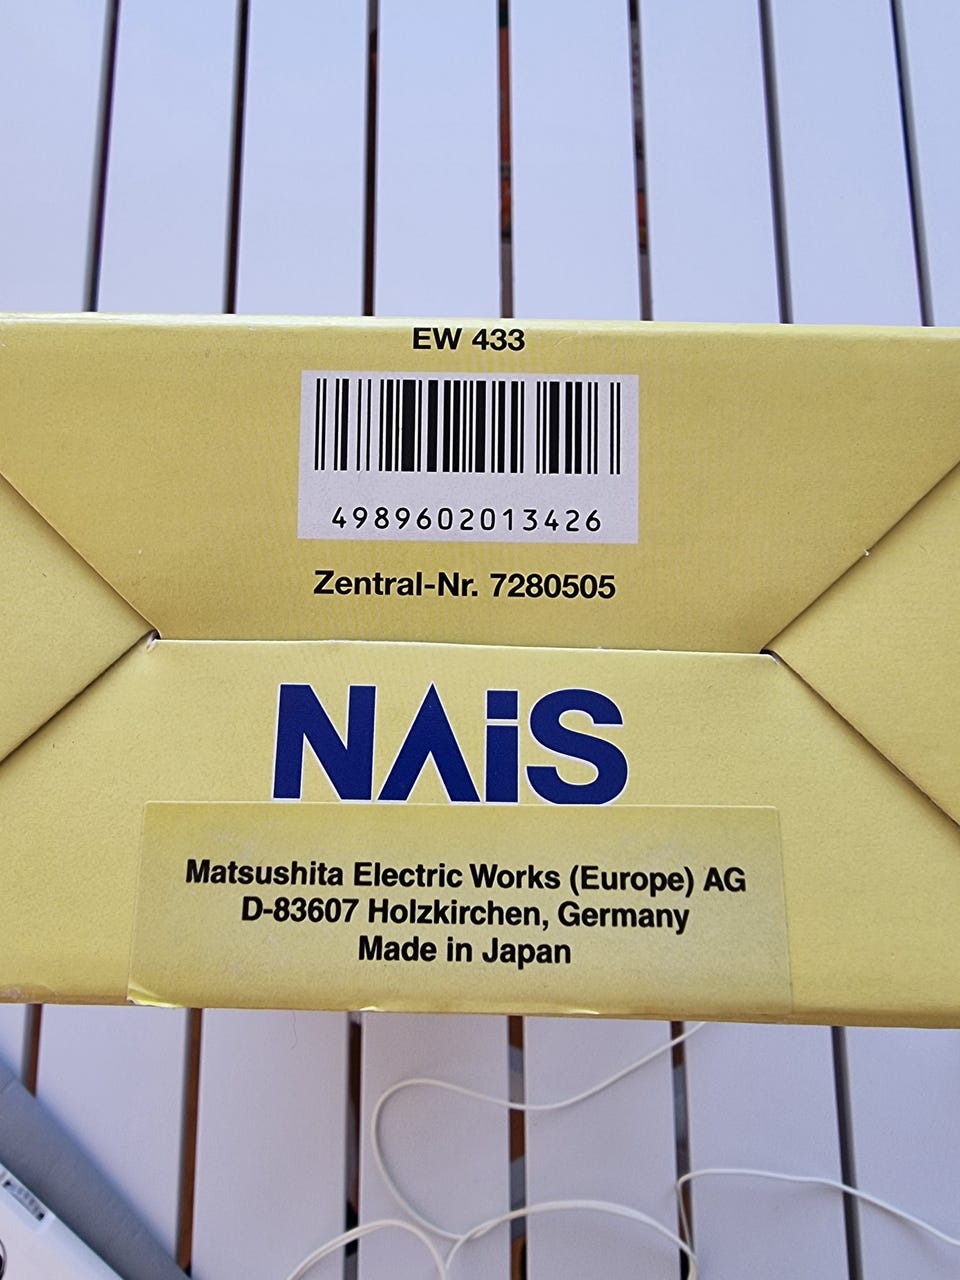 EW 433
4989602013426
Zentral-Nr. 7280505
NAiS
Matsushita Electric Works (Europe) AG
D-83607 Holzkirchen, Germany
Made in Japan